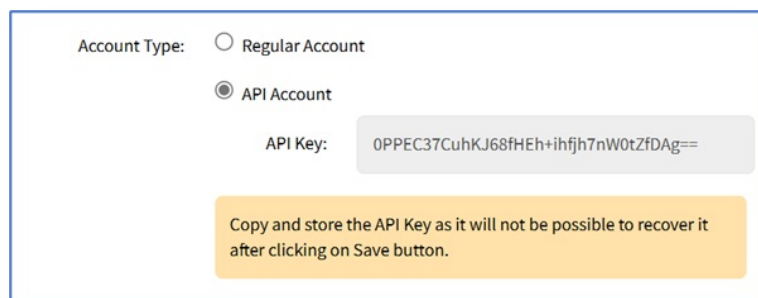 Account Type: Regular Account
API Account
API Key: 0PPEC37CuhKJ68fHEh+ihfjh7nW0tZfDAg==
Copy and store the API Key as it will not be possible to recover it
after clicking on Save button.